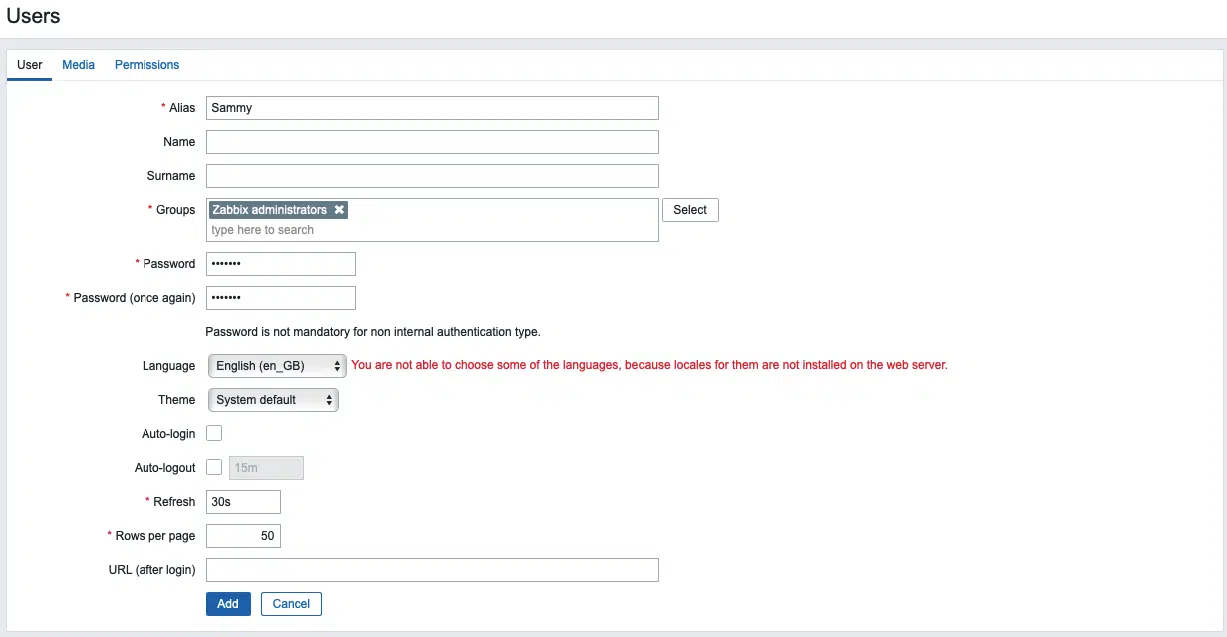 Users
User Media Permissions
* Alias Sammy
Name
Surname
* Groups Zabbix administrators ✖ Select
type here to search
* Password •••••••
* Password (once again) •••••••
Password is not mandatory for non internal authentication type.
Language English (en_GB) You are not able to choose some of the languages, because locales for them are not installed on the web server.
Theme System default
Auto-login
Auto-logout 15m
* Refresh 30s
* Rows per page 50
URL (after login)
Add Cancel